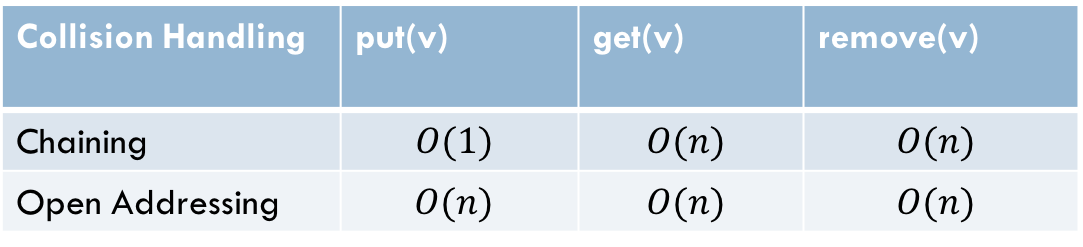 Collision Handling put(v) get(v) remove(v)
Chaining O(1) O(n) O(n)
Open Addressing O(n) O(n) O(n)